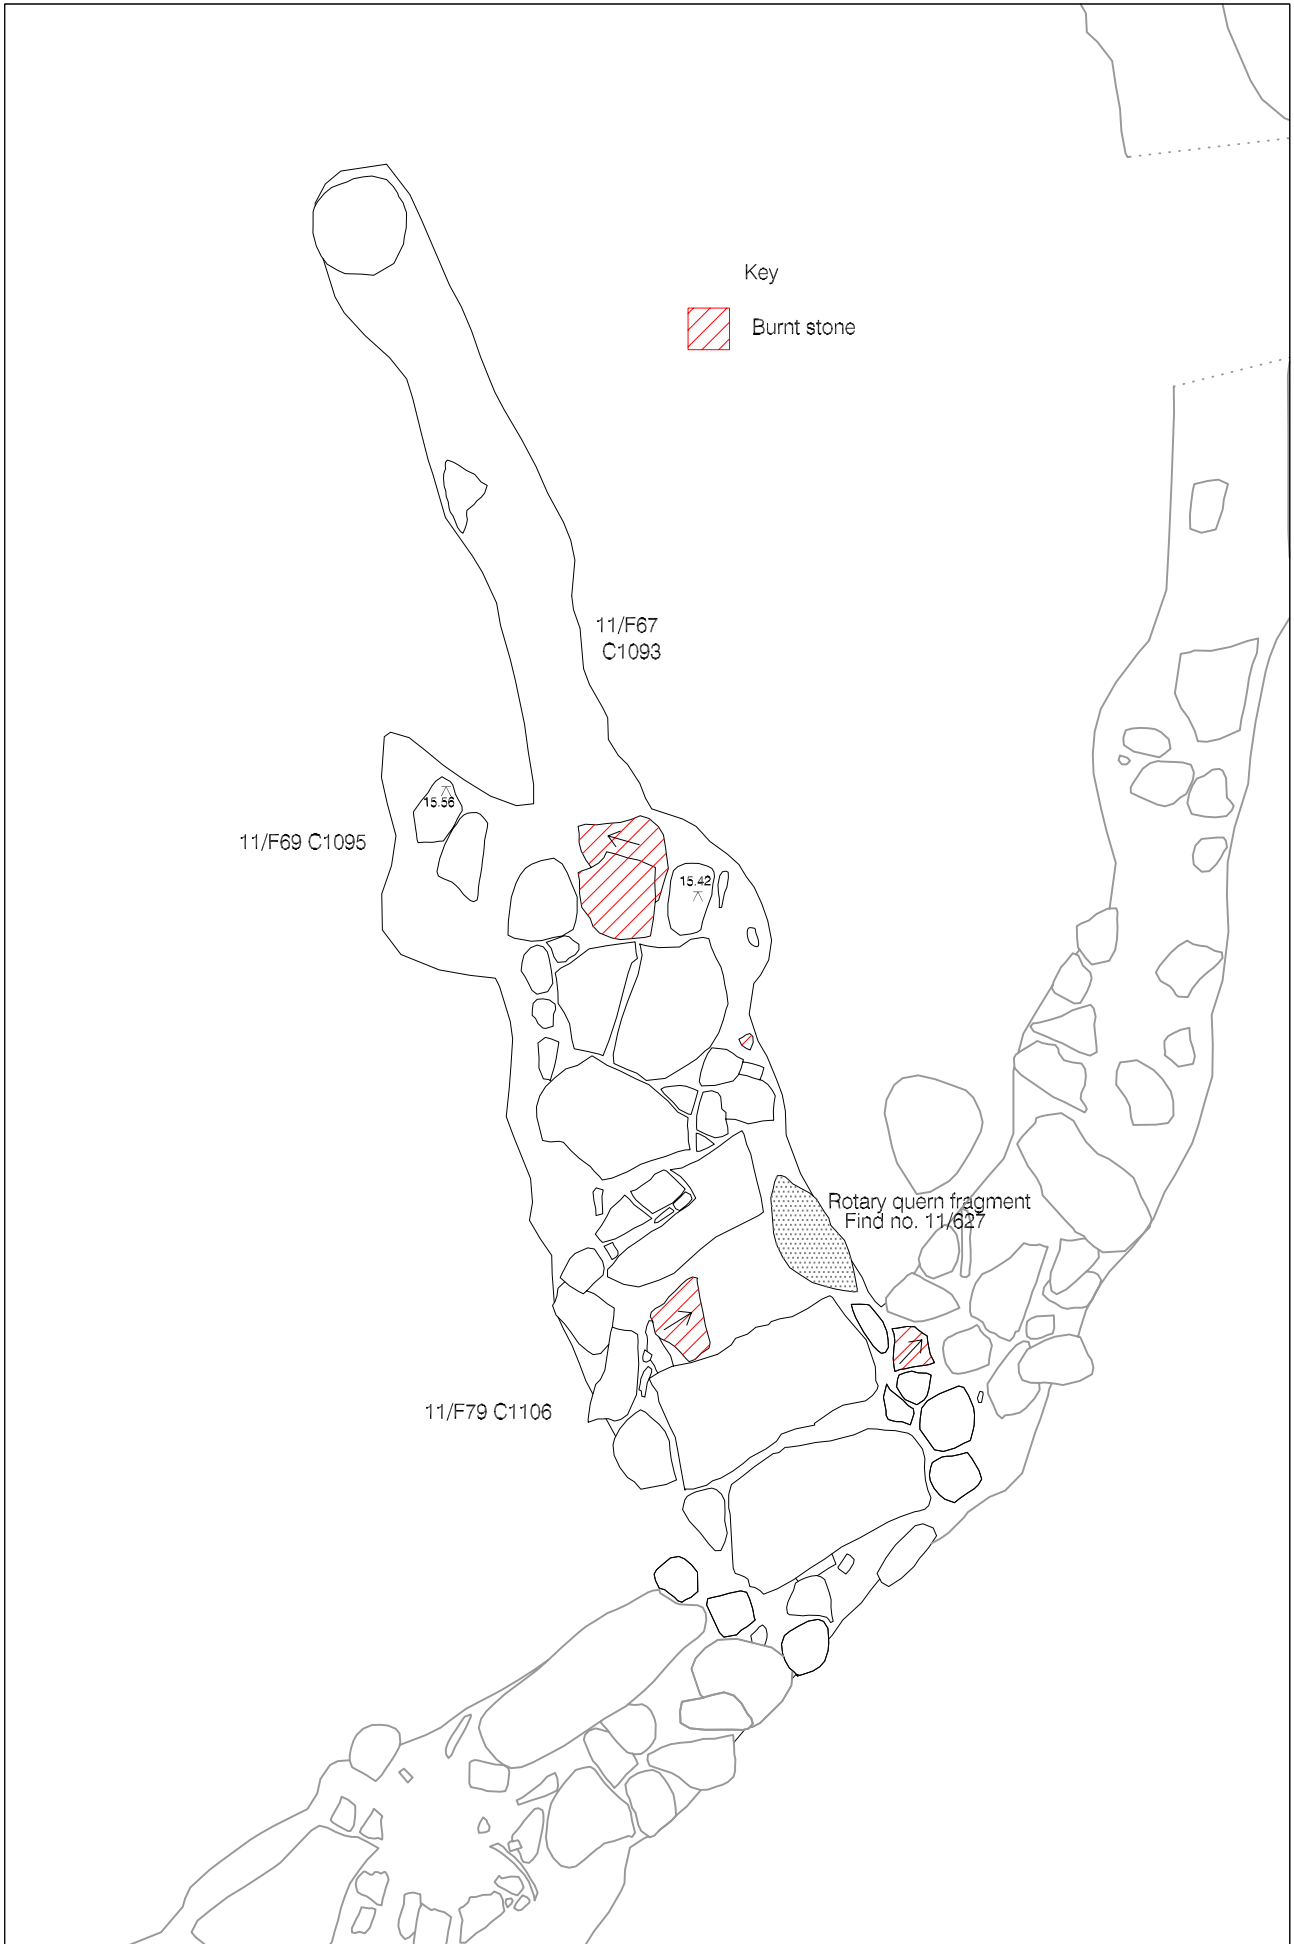 Key
Burnt stone
11/F67
C1093
15.56
11/F69 C1095
15.42
Rotary quern fragment
Find no. 11/627
11/F79 C1106